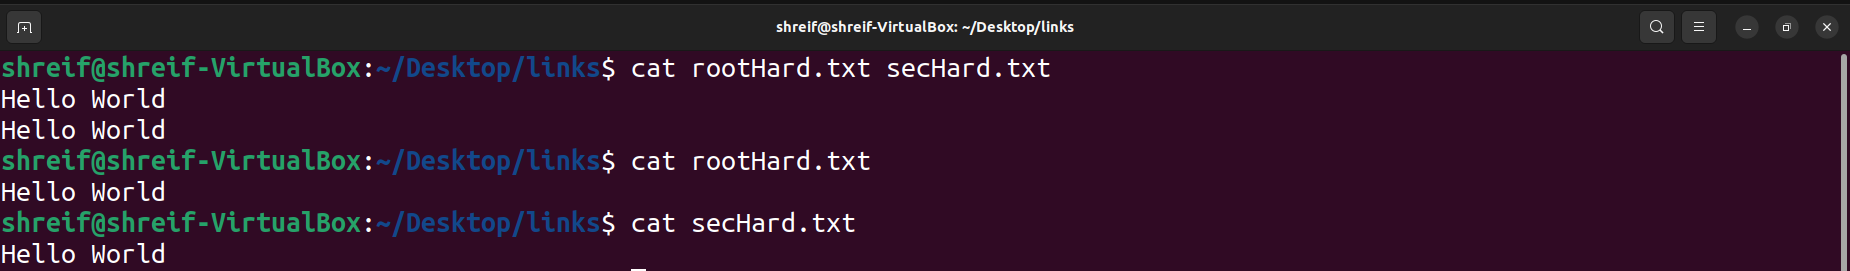 shreif@shreif-VirtualBox: ~/Desktop/links
shreif@shreif-VirtualBox:~/Desktop/links$ cat rootHard.txt secHard.txt
Hello World
Hello World
shreif@shreif-VirtualBox:~/Desktop/links$ cat rootHard.txt
Hello World
shreif@shreif-VirtualBox:~/Desktop/links$ cat secHard.txt
Hello World